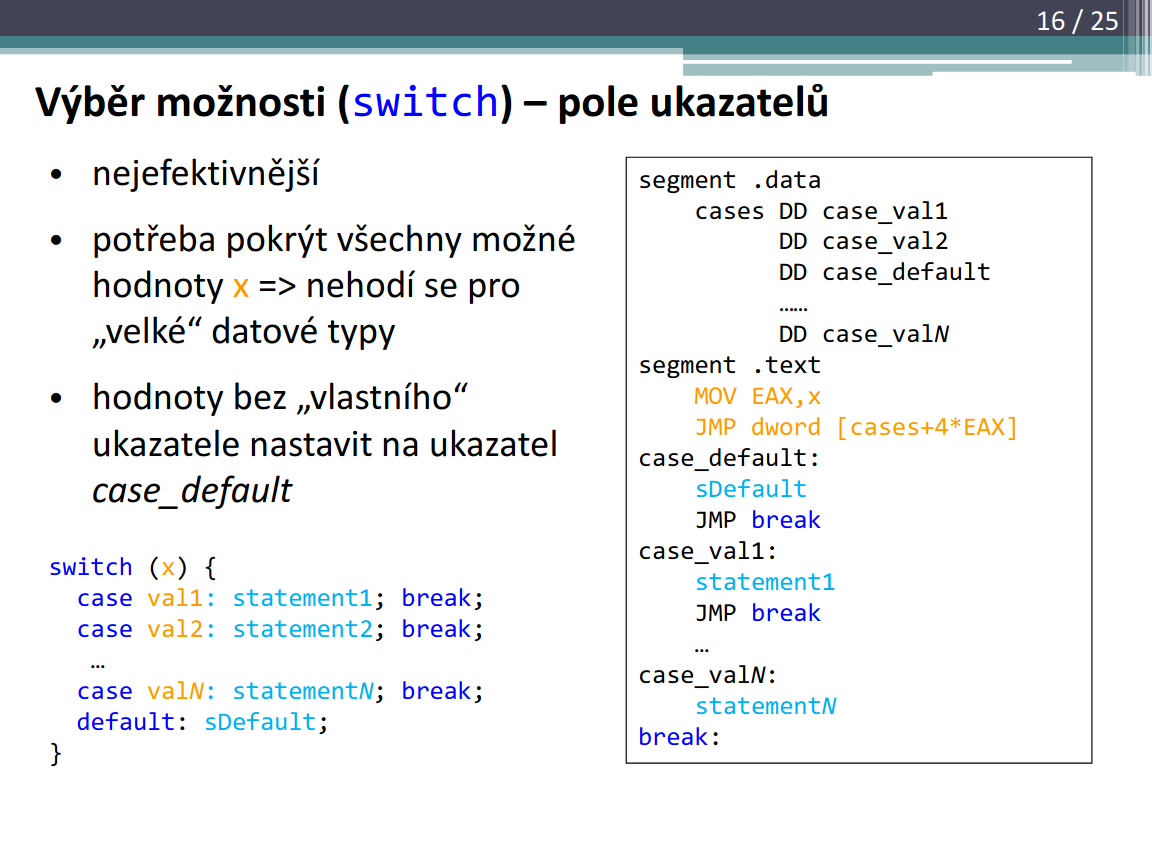 16 / 25
Výběr možnosti (switch) – pole ukazatelů
• nejefektivnější
• potřeba pokrýt všechny možné
hodnoty x => nehodí se pro
„velké“ datové typy
• hodnoty bez „vlastního“
ukazatele nastavit na ukazatel
case_default
switch (x) {
  case val1: statement1; break;
  case val2: statement2; break;
   …
  case valN: statementN; break;
  default: sDefault;
}
segment .data
    cases DD case_val1
          DD case_val2
          DD case_default
          ……
          DD case_valN
segment .text
    MOV EAX,x
    JMP dword [cases+4*EAX]
case_default:
    sDefault
    JMP break
case_val1:
    statement1
    JMP break
    …
case_valN:
    statementN
break: